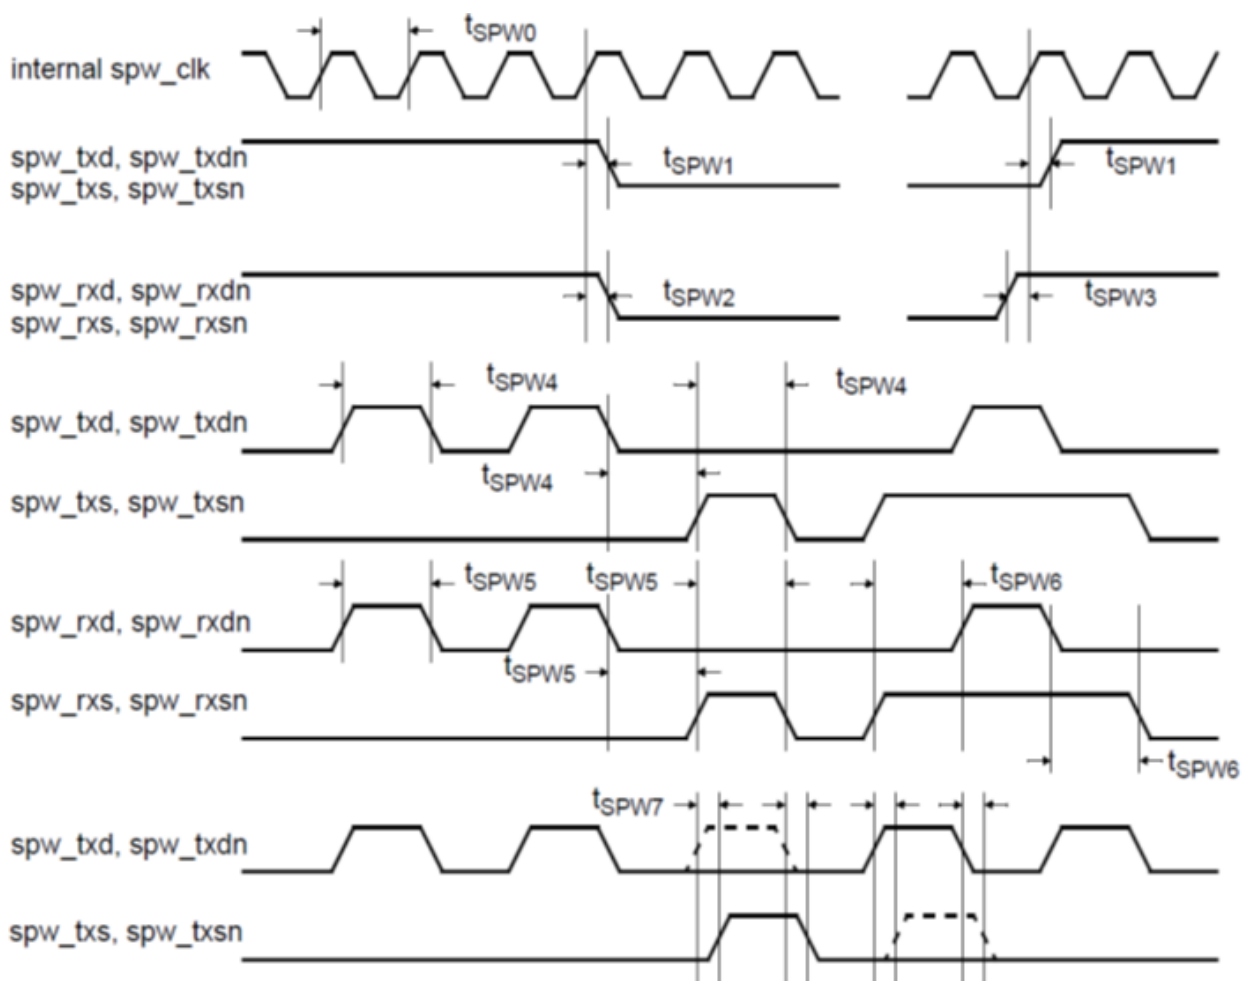 tSPW0
internal spw_clk
spw_txd, spw_txdn tSPW1 tSPW1
spw_txs, spw_txsn
spw_rxd, spw_rxdn tSPW2 tSPW3
spw_rxs, spw_rxsn
tSPW4 tSPW4
spw_txd, spw_txdn
tSPW4
spw_txs, spw_txsn
tSPW5 tSPW5 tSPW6
spw_rxd, spw_rxdn
tSPW5
spw_rxs, spw_rxsn
tSPW6
tSPW7
spw_txd, spw_txdn
spw_txs, spw_txsn